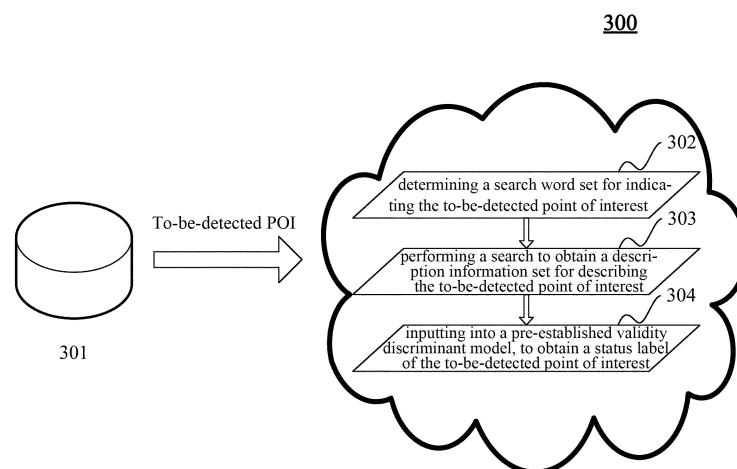 300
302
determining a search word set for indica-
ting the to-be-detected point of interest
To-be-detected POI
303
performing a search to obtain a descri-
ption information set for describing
the to-be-detected point of interest
304
inputting into a pre-established validity
discriminant model, to obtain a status label
of the to-be-detected point of interest
301